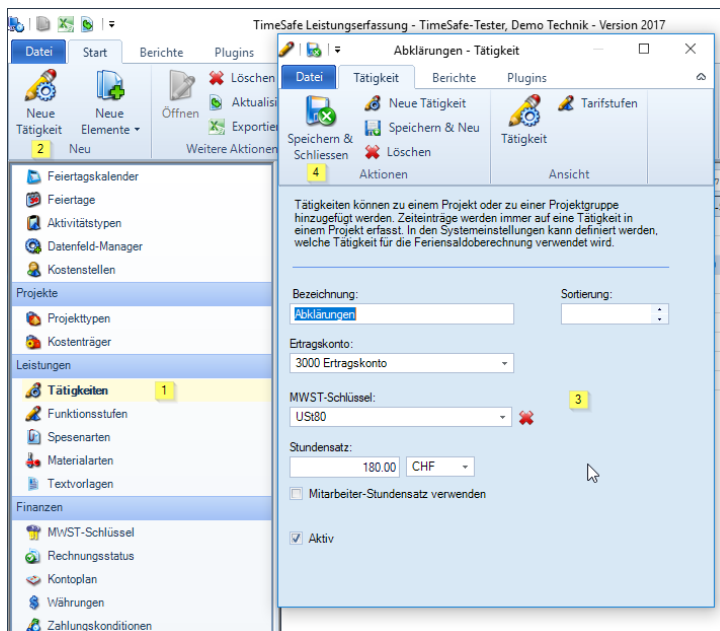 TimeSafe Leistungserfassung - TimeSafe-Tester, Demo Technik - Version 2017
Datei Start Berichte Plugins
Neue Tätigkeit
Neue Elemente
Öffnen
Löschen
Exportie
2 Neu
Weitere Aktionen
Feiertagskalender
Feiertage
Aktivitätstypen
Datenfeld-Manager
Kostenstellen
Projekte
Projekttypen
Kostenträger
Leistungen
Tätigkeiten 1
Funktionsstufen
Spesenarten
Materialarten
Textvorlagen
Finanzen
MWST-Schlüssel
Rechnungsstatus
Kontoplan
Währungen
Zahlungskonditionen
Abklärungen - Tätigkeit
Datei Tätigkeit Berichte Plugins
Speichern & Schliessen
4
Neue Tätigkeit
Speichern & Neu
Löschen
Aktionen
Tätigkeit
Tarifstufen
Ansicht
Tätigkeiten können zu einem Projekt oder zu einer Projektgruppe
hinzugefügt werden. Zeiteinträge werden immer auf eine Tätigkeit in
einem Projekt erfasst. In den Systemeinstellungen kann definiert werden,
welche Tätigkeit für die Feriensaldoberechnung verwendet wird.
Bezeichnung: Sortierung:
Abklärungen
Ertragskonto:
3000 Ertragskonto
MWST-Schlüssel:
USt80
3
Stundensatz:
180.00 CHF
Mitarbeiter-Stundensatz verwenden
Aktiv